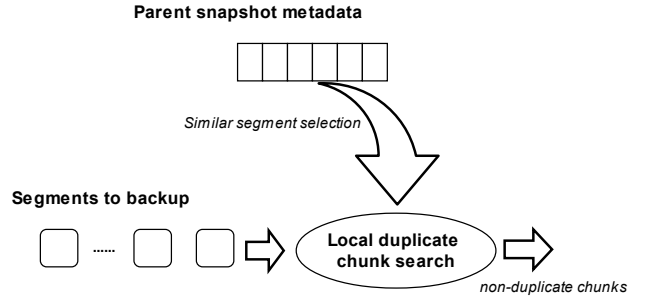 Parent snapshot metadata
Similar segment selection
Segments to backup
......
Local duplicate
chunk search
non-duplicate chunks